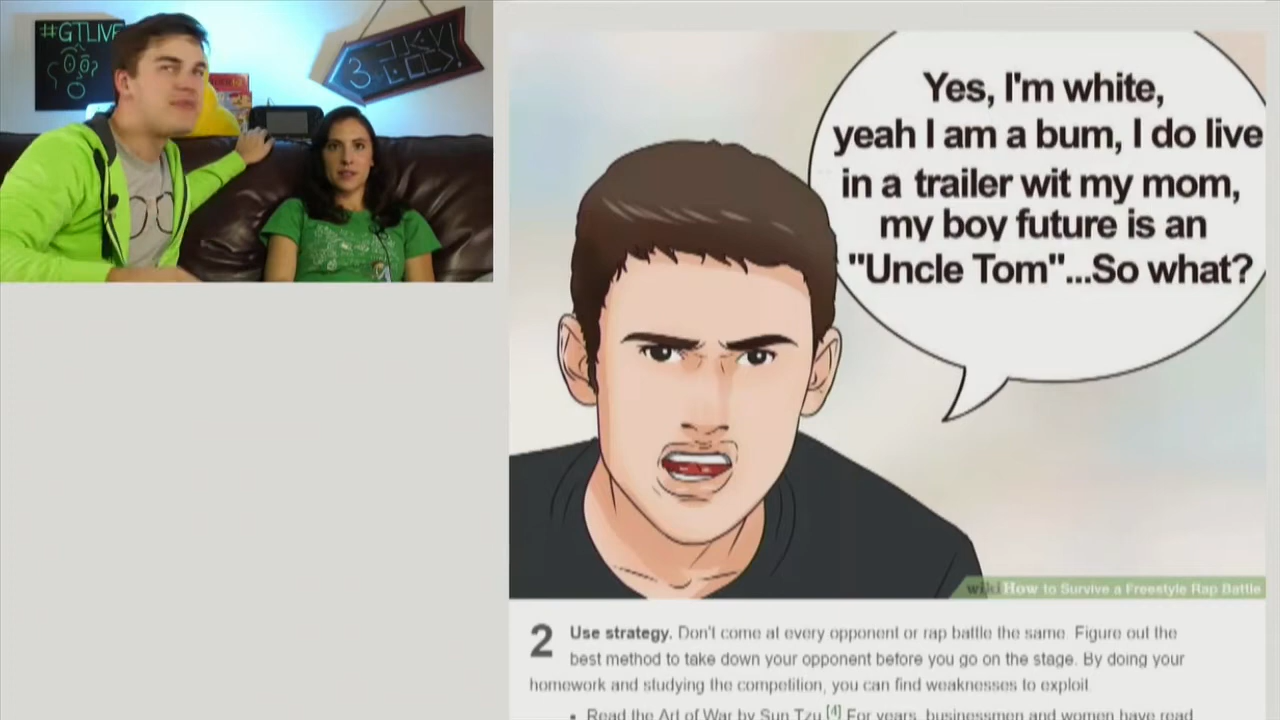 #GTLIVE
3
Yes, I'm white,
yeah I am a bum, I do live
in a trailer wit my mom,
my boy future is an
"Uncle Tom"...So what?
wikiHow to Survive a Freestyle Rap Battle
2 Use strategy. Don't come at every opponent or rap battle the same. Figure out the
best method to take down your opponent before you go on the stage. By doing your
homework and studying the competition, you can find weaknesses to exploit
• Read the Art of War by Sun Tzu.[4] For years, businessmen and women have read